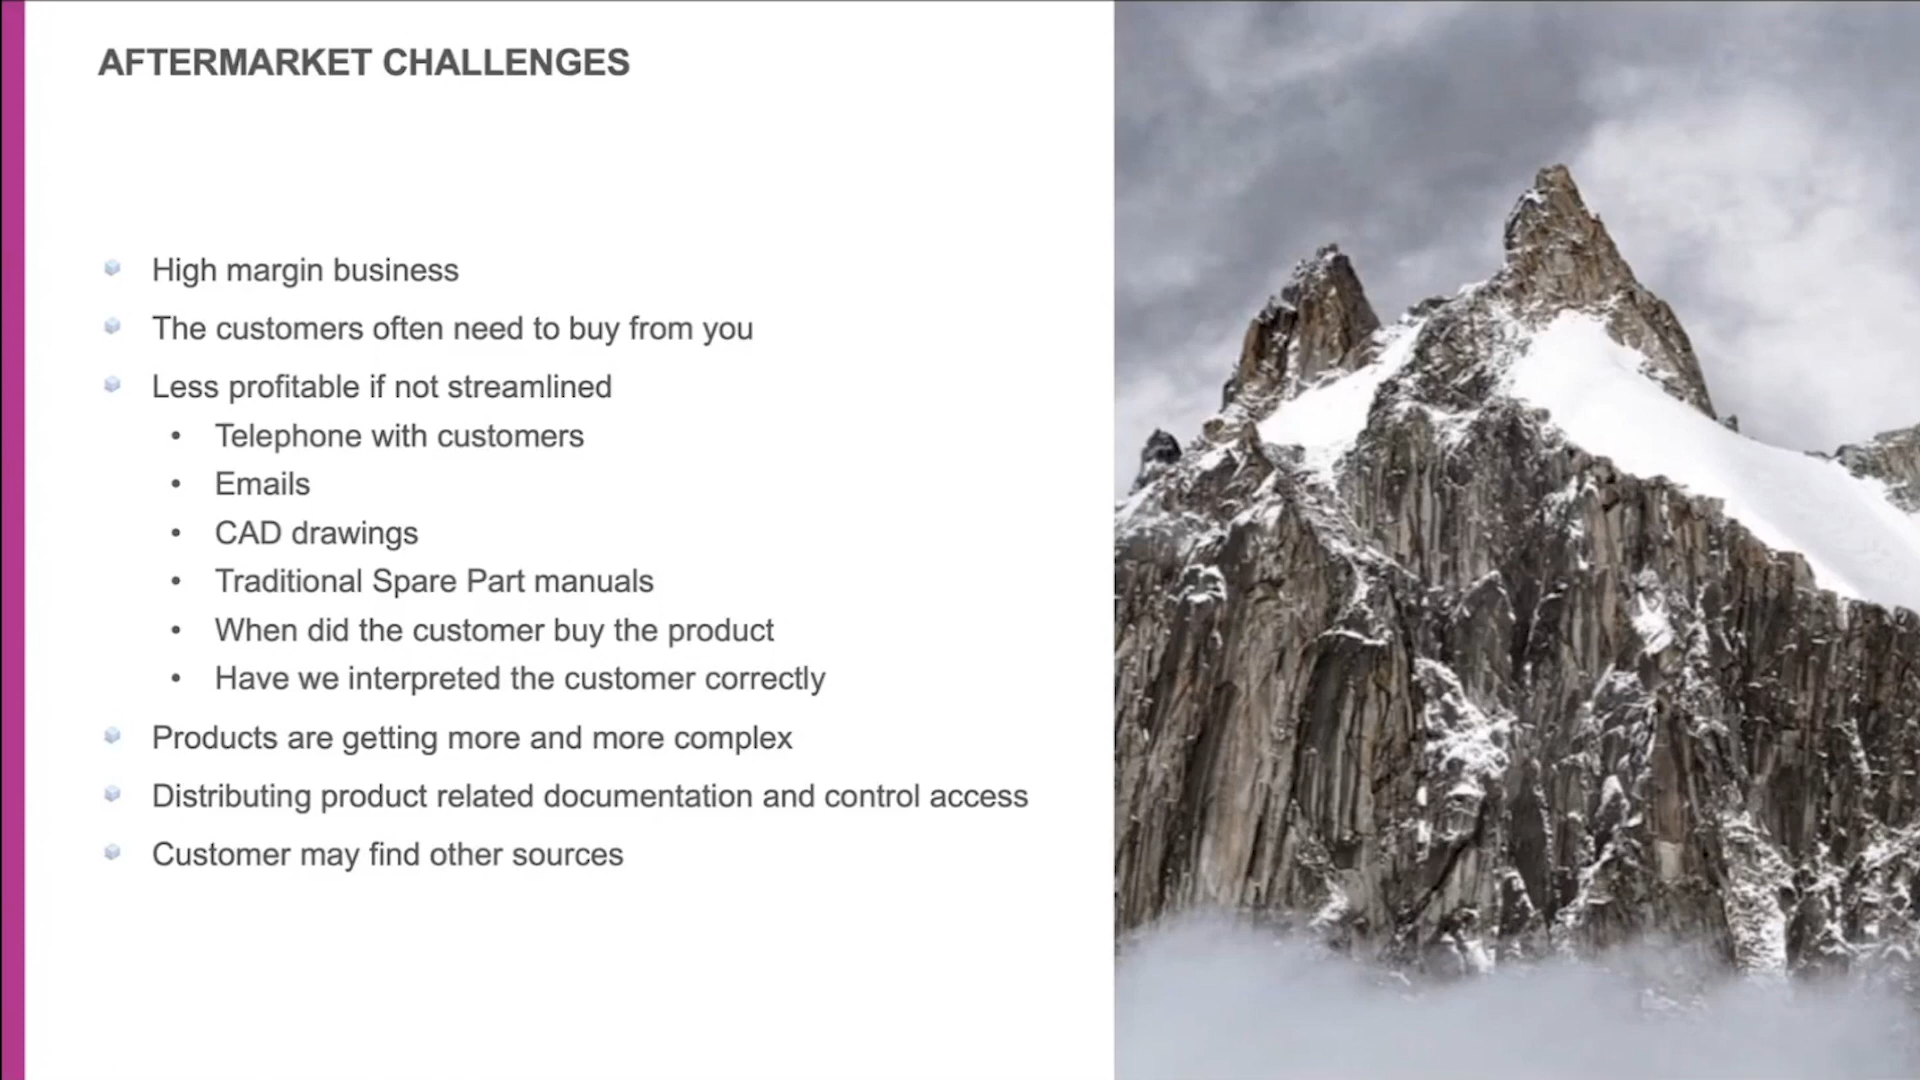 AFTERMARKET CHALLENGES
High margin business
The customers often need to buy from you
Less profitable if not streamlined
• Telephone with customers
• Emails
• CAD drawings
• Traditional Spare Part manuals
• When did the customer buy the product
• Have we interpreted the customer correctly
Products are getting more and more complex
Distributing product related documentation and control access
Customer may find other sources